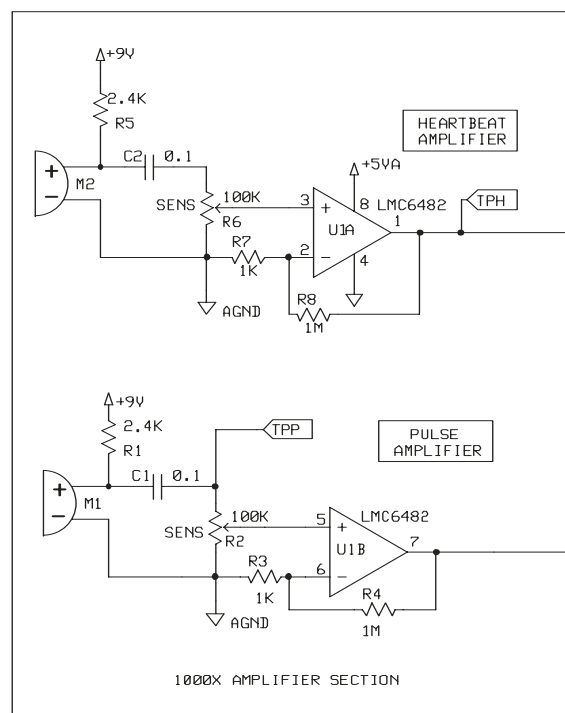 +9V
2.4K
R5
HEARTBEAT
AMPLIFIER
C2 0.1
+
-
M2
+5VA
SENS
100K
R6
3
+
8
LMC6482
1
TPH
U1A
R7
1K
2
-
4
AGND
R8
1M
+9V
2.4K
R1
TPP
PULSE
AMPLIFIER
C1 0.1
+
-
M1
SENS
100K
R2
5
+
LMC6482
7
U1B
R3
1K
6
-
R4
1M
AGND
1000X AMPLIFIER SECTION